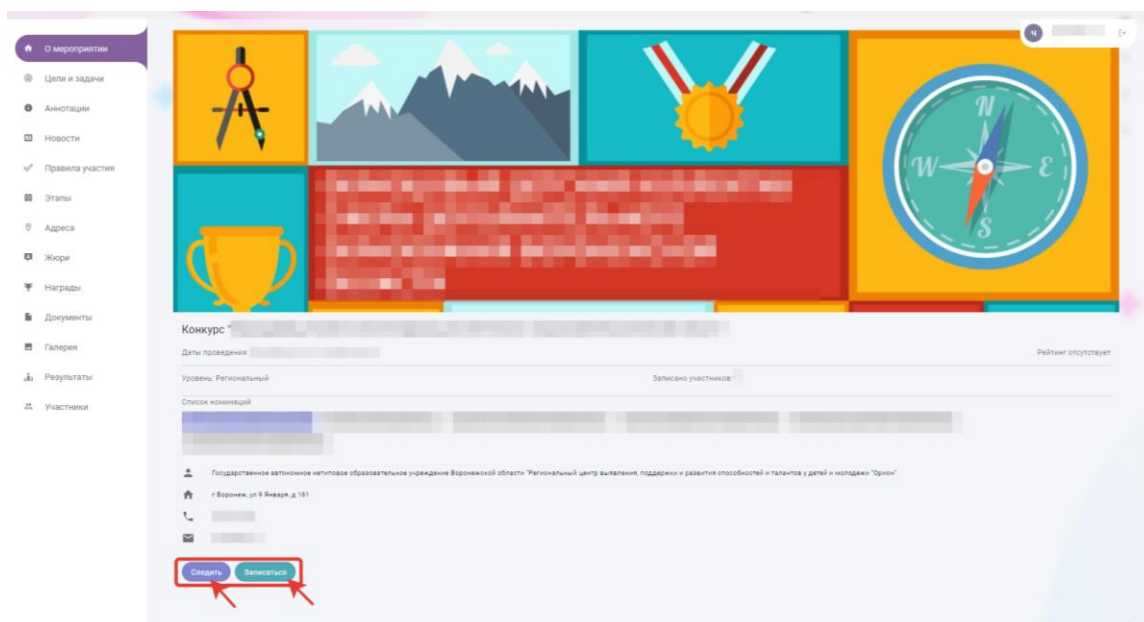 Ч
О мероприятии
Цели и задачи
Аннотации
Новости
Правила участия
Этапы
Адреса
Жюри
Награды
Документы
Галерея
Результаты
Участники
N
W
E
S
Конкурс "
Даты проведения:
Рейтинг отсутствует
Уровень: Региональный
Записано участников:
Список номинаций
Государственное автономное нетиповое образовательное учреждение Воронежской области "Региональный центр выявления, поддержки и развития способностей и талантов у детей и молодежи "Орион"
г Воронеж, ул 9 Января, д 161
Следить
Записаться